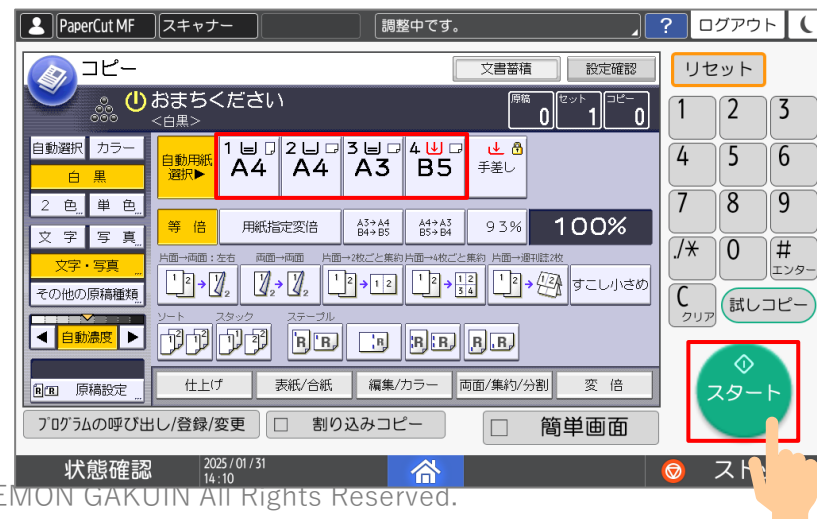 PaperCut MF スキャナー 調整中です。 ? ログアウト
コピー 文書蓄積 設定確認 リセット
おまちください 原稿 0 セット 1 コピー 0
<白黒>
1 2 3
自動選択 カラー 自動用紙選択▶ 1 A4 2 A4 3 A3 4 B5 手差し
白 黒
4 5 6
2 色 単 色
等 倍 用紙指定変倍 A3→A4 B4→B5 A4→A3 B5→B4 93% 100%
7 8 9
文 字 写 真
文字・写真
片面→両面：左右 両面→両面 片面→2枚ごと集約 片面→4枚ごと集約 片面→週刊誌2枚
./* 0 # エンター
その他の原稿種類
すこし小さめ
C クリア 試しコピー
ソート スタック ステープル
◀ 自動濃度 ▶
原稿設定
仕上げ 表紙/合紙 編集/カラー 両面/集約/分割 変 倍
スタート
プログラムの呼び出し/登録/変更 割り込みコピー 簡単画面
状態確認 2025/01/31
14:10
スト
EMON GAKUIN All Rights Reserved.